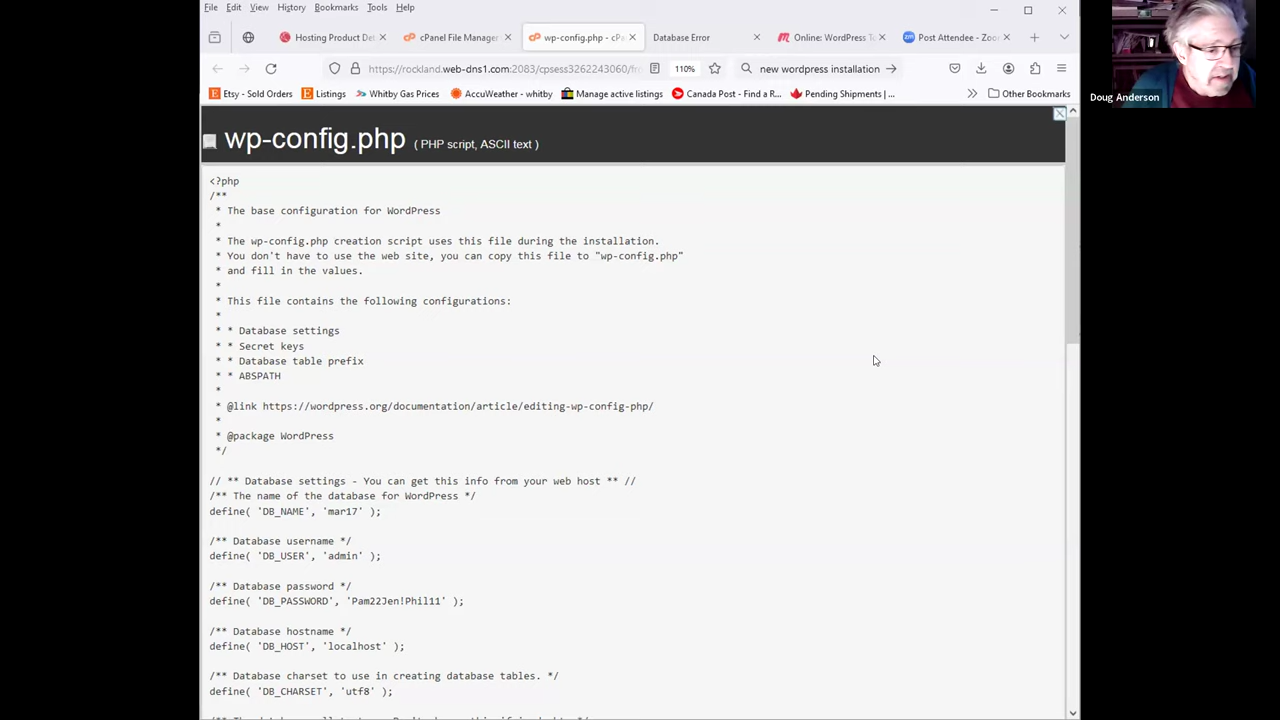 File Edit View History Bookmarks Tools Help
Hosting Product Det
cPanel File Manager
wp-config.php - cPa
Database Error
Online: WordPress To
Post Attendee - Zoo
https://rockland.web-dns1.com:2083/cpsess3262243060/fr
110%
new wordpress installation
Etsy - Sold Orders
Listings
Whitby Gas Prices
AccuWeather - whitby
Manage active listings
Canada Post - Find a R...
Pending Shipments |...
Other Bookmarks
Doug Anderson
wp-config.php ( PHP script, ASCII text )
<?php
/**
* The base configuration for WordPress
*
* The wp-config.php creation script uses this file during the installation.
* You don't have to use the web site, you can copy this file to "wp-config.php"
* and fill in the values.
*
* This file contains the following configurations:
*
* * Database settings
* * Secret keys
* * Database table prefix
* * ABSPATH
*
* @link https://wordpress.org/documentation/article/editing-wp-config-php/
*
* @package WordPress
*/
// ** Database settings - You can get this info from your web host ** //
/** The name of the database for WordPress */
define( 'DB_NAME', 'mar17' );
/** Database username */
define( 'DB_USER', 'admin' );
/** Database password */
define( 'DB_PASSWORD', 'Pam22Jen!Phil11' );
/** Database hostname */
define( 'DB_HOST', 'localhost' );
/** Database charset to use in creating database tables. */
define( 'DB_CHARSET', 'utf8' );